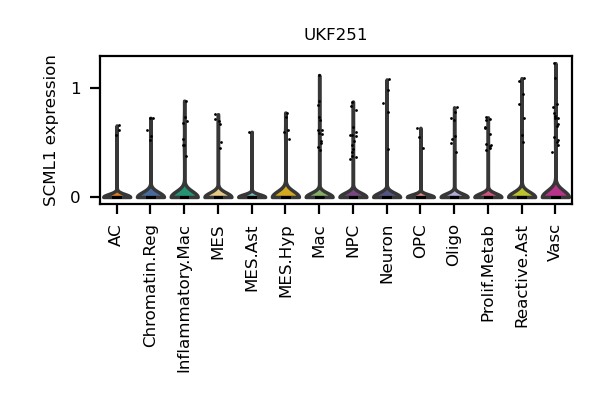 UKF251
SCML1 expression
1
0
AC
Chromatin.Reg
Inflammatory.Mac
MES
MES.Ast
MES.Hyp
Mac
NPC
Neuron
OPC
Oligo
Prolif.Metab
Reactive.Ast
Vasc